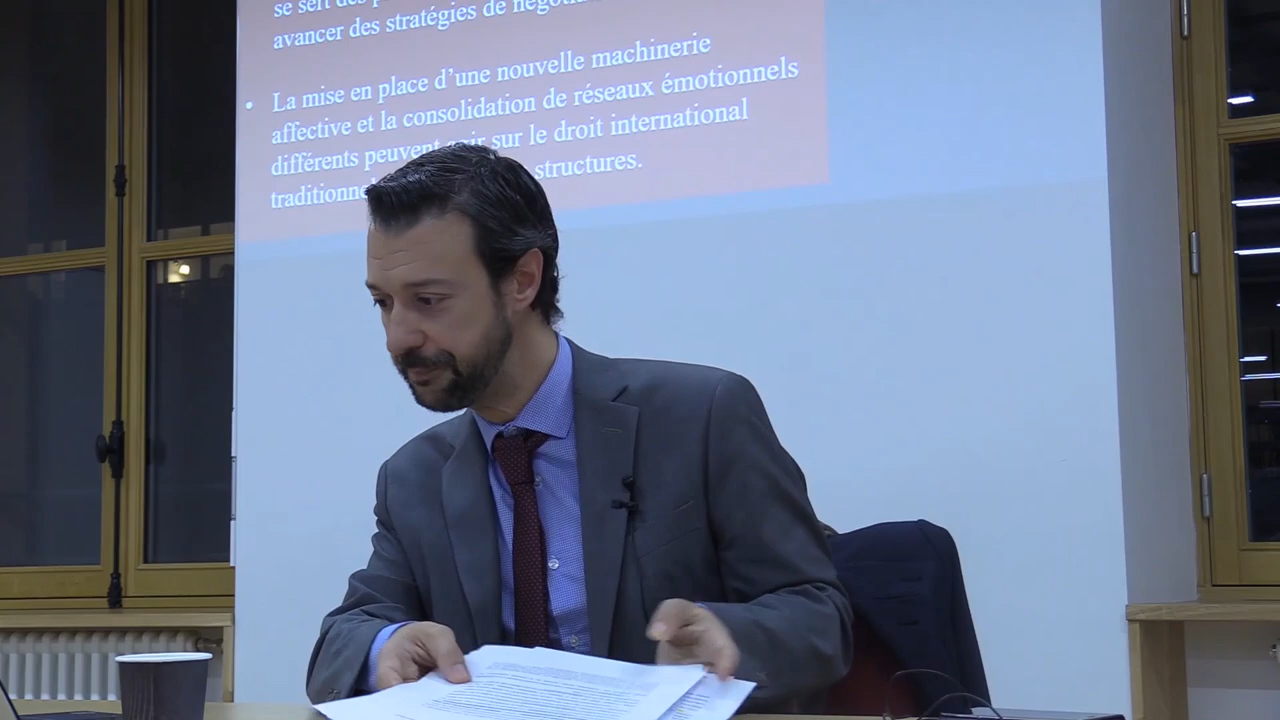 se sert des
avancer des stratégies de
• La mise en place d’une nouvelle machinerie
affective et la consolidation de réseaux émotionnels
différents peuvent sur le droit international
structures.